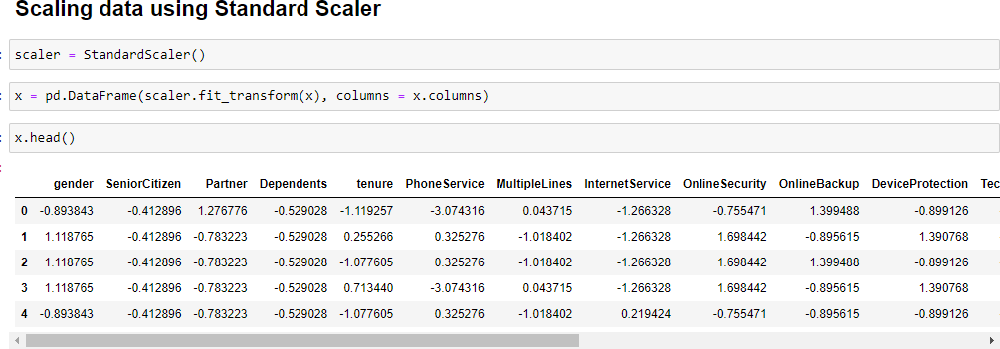 Scaling data using Standard Scaler
scaler = StandardScaler()
x = pd.DataFrame(scaler.fit_transform(x), columns = x.columns)
x.head()
gender SeniorCitizen Partner Dependents tenure PhoneService MultipleLines InternetService OnlineSecurity OnlineBackup DeviceProtection Tec
0 -0.893843 -0.412896 1.276776 -0.529028 -1.119257 -3.074316 0.043715 -1.266328 -0.755471 1.399488 -0.899126
1 1.118765 -0.412896 -0.783223 -0.529028 0.255266 0.325276 -1.018402 -1.266328 1.698442 -0.895615 1.390768
2 1.118765 -0.412896 -0.783223 -0.529028 -1.077605 0.325276 -1.018402 -1.266328 1.698442 1.399488 -0.899126
3 1.118765 -0.412896 -0.783223 -0.529028 0.713440 -3.074316 0.043715 -1.266328 1.698442 -0.895615 1.390768
4 -0.893843 -0.412896 -0.783223 -0.529028 -1.077605 0.325276 -1.018402 0.219424 -0.755471 -0.895615 -0.899126